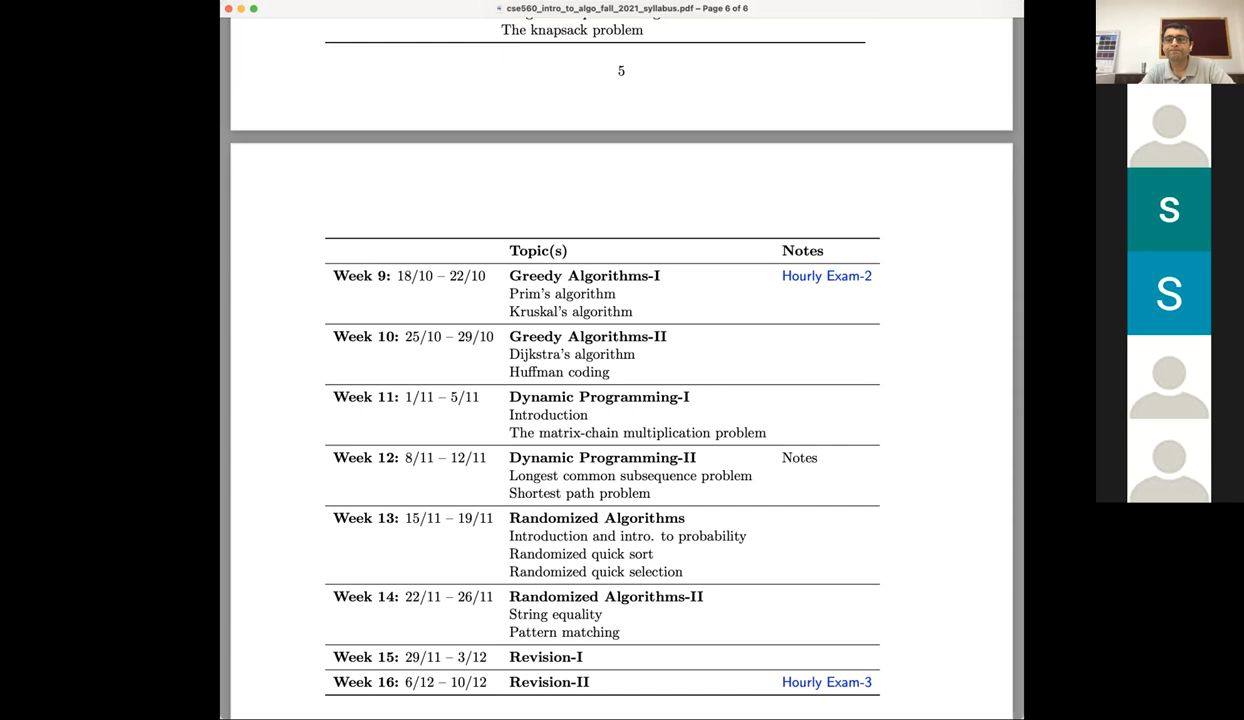 cse560_intro_to_algo_fall_2021_syllabus.pdf – Page 6 of 6
The knapsack problem
5
Topic(s) Notes
Week 9: 18/10 – 22/10 Greedy Algorithms-I Hourly Exam-2
Prim's algorithm
Kruskal's algorithm
Week 10: 25/10 – 29/10 Greedy Algorithms-II
Dijkstra's algorithm
Huffman coding
Week 11: 1/11 – 5/11 Dynamic Programming-I
Introduction
The matrix-chain multiplication problem
Week 12: 8/11 – 12/11 Dynamic Programming-II Notes
Longest common subsequence problem
Shortest path problem
Week 13: 15/11 – 19/11 Randomized Algorithms
Introduction and intro. to probability
Randomized quick sort
Randomized quick selection
Week 14: 22/11 – 26/11 Randomized Algorithms-II
String equality
Pattern matching
Week 15: 29/11 – 3/12 Revision-I
Week 16: 6/12 – 10/12 Revision-II Hourly Exam-3
s
S